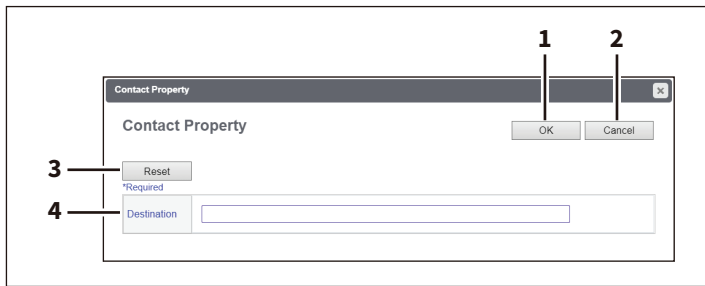 1 2
Contact Property
Contact Property
OK Cancel
3
Reset
*Required
4
Destination